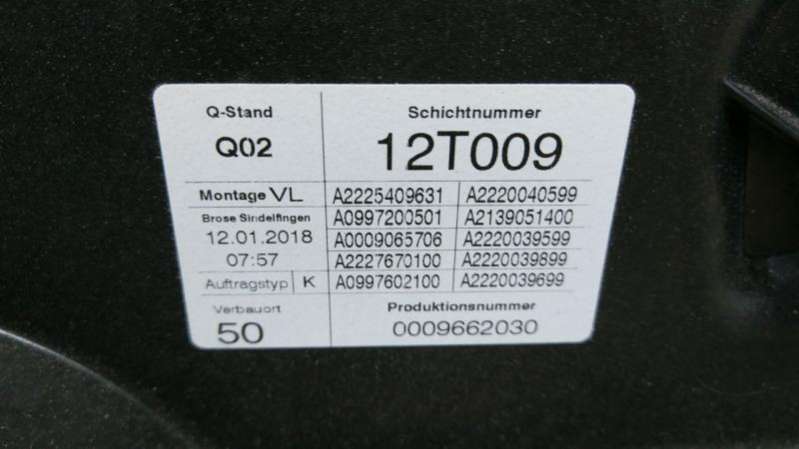 Q-Stand Schichtnummer
Q02 12T009
Montage VL A2225409631 A2220040599
Brose Sindelfingen A0997200501 A2139051400
12.01.2018 A0009065706 A2220039599
07:57 A2227670100 A2220039899
Auftragstyp K A0997602100 A2220039699
Verbauort Produktionsnummer
50 0009662030